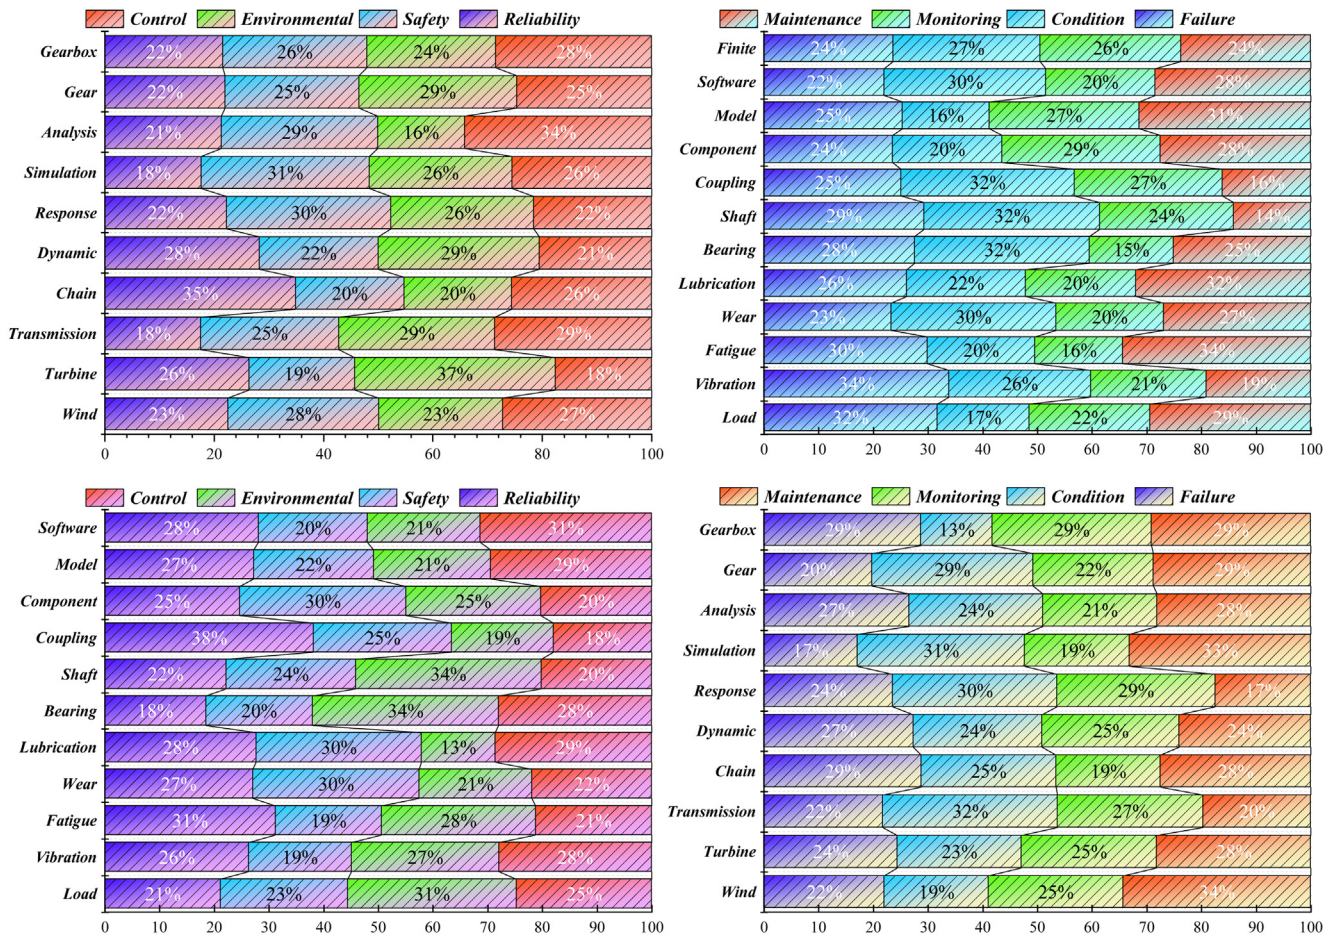 Control Environmental Safety Reliability
Gearbox 22% 26% 24% 28%
Gear 22% 25% 29% 25%
Analysis 21% 29% 16% 34%
Simulation 18% 31% 26% 26%
Response 22% 30% 26% 22%
Dynamic 28% 22% 29% 21%
Chain 35% 20% 20% 26%
Transmission 18% 25% 29% 29%
Turbine 26% 19% 37% 18%
Wind 23% 28% 23% 27%
0 20 40 60 80 100
Maintenance Monitoring Condition Failure
Finite 24% 27% 26% 24%
Software 22% 30% 20% 28%
Model 25% 16% 27% 31%
Component 24% 20% 29% 28%
Coupling 25% 32% 27% 16%
Shaft 29% 32% 24% 14%
Bearing 28% 32% 15% 25%
Lubrication 26% 22% 20% 32%
Wear 23% 30% 20% 27%
Fatigue 30% 20% 16% 34%
Vibration 34% 26% 21% 19%
Load 32% 17% 22% 29%
0 10 20 30 40 50 60 70 80 90 100
Control Environmental Safety Reliability
Software 28% 20% 21% 31%
Model 27% 22% 21% 29%
Component 25% 30% 25% 20%
Coupling 38% 25% 19% 18%
Shaft 22% 24% 34% 20%
Bearing 18% 20% 34% 28%
Lubrication 28% 30% 13% 29%
Wear 27% 30% 21% 22%
Fatigue 31% 19% 28% 21%
Vibration 26% 19% 27% 28%
Load 21% 23% 31% 25%
0 10 20 30 40 50 60 70 80 90 100
Maintenance Monitoring Condition Failure
Gearbox 29% 13% 29% 29%
Gear 20% 29% 22% 29%
Analysis 27% 24% 21% 28%
Simulation 17% 31% 19% 33%
Response 24% 30% 29% 17%
Dynamic 27% 24% 25% 24%
Chain 29% 25% 19% 28%
Transmission 22% 32% 27% 20%
Turbine 24% 23% 25% 28%
Wind 22% 19% 25% 34%
0 10 20 30 40 50 60 70 80 90 100